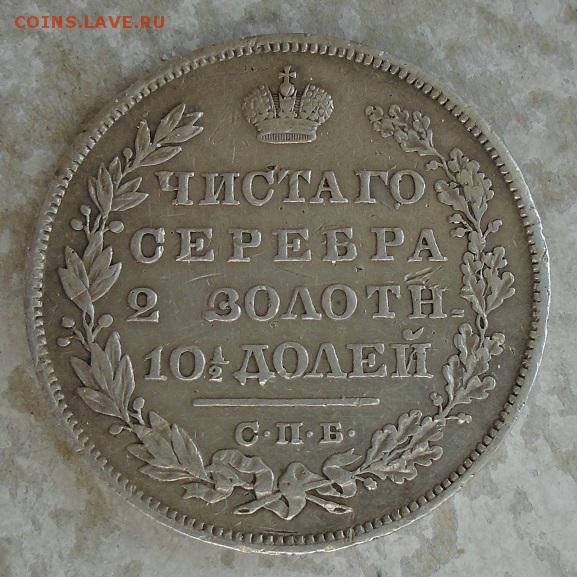 COINS.LAVE.RU
ЧИСТАГО
СЕРЕБРА
2 ЗОЛОТН.
10½ ДОЛЕЙ
С·П·Б·